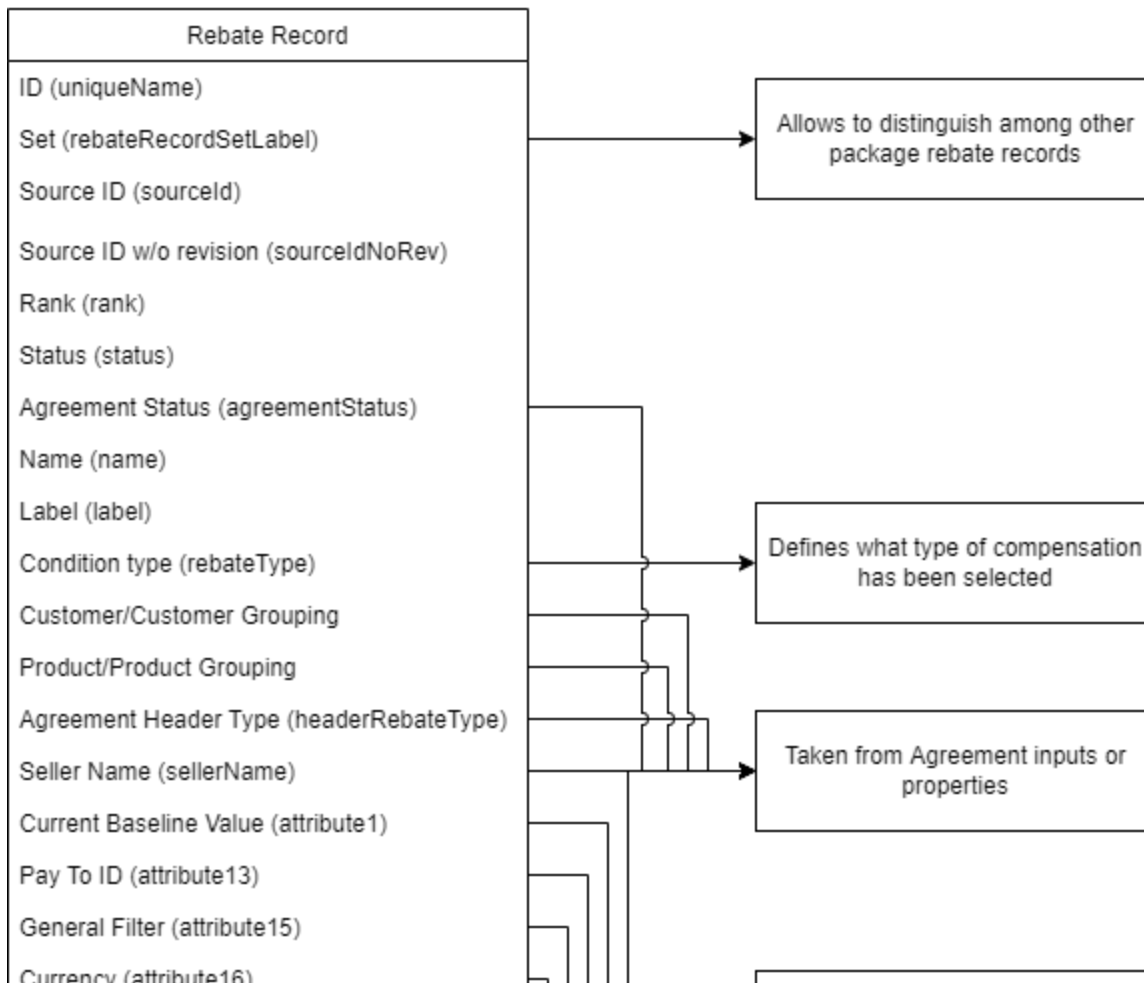 Rebate Record
ID (uniqueName)
Set (rebateRecordSetLabel)
Allows to distinguish among other
package rebate records
Source ID (sourceId)
Source ID w/o revision (sourceIdNoRev)
Rank (rank)
Status (status)
Agreement Status (agreementStatus)
Name (name)
Label (label)
Condition type (rebateType)
Defines what type of compensation
has been selected
Customer/Customer Grouping
Product/Product Grouping
Agreement Header Type (headerRebateType)
Seller Name (sellerName)
Taken from Agreement inputs or
properties
Current Baseline Value (attribute1)
Pay To ID (attribute13)
General Filter (attribute15)
Currency (attribute16)